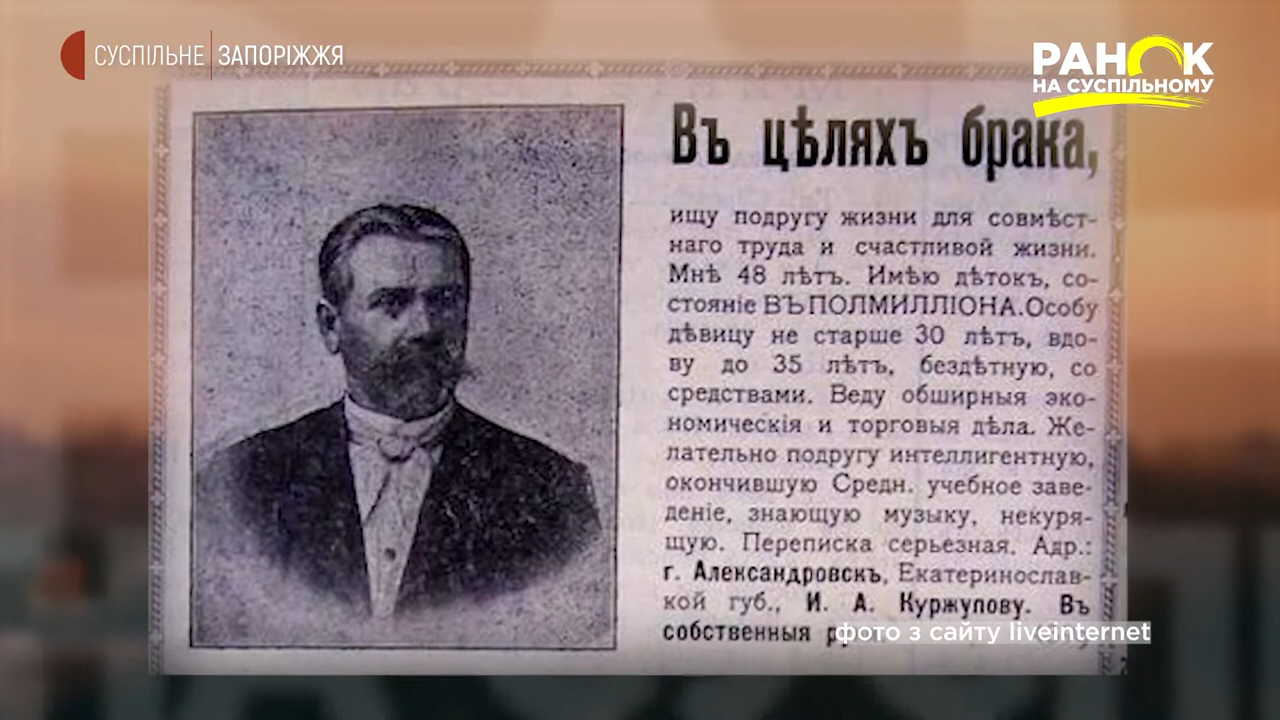 СУСПІЛЬНЕ ЗАПОРІЖЖЯ
РАНОК
НА СУСПІЛЬНОМУ
Въ цѣляхъ брака,
ищу подругу жизни для совмѣст-
наго труда и счастливой жизни.
Мнѣ 48 лѣтъ. Имѣю дѣтокъ, со-
стояніе ВЪ ПОЛМИЛЛІОНА. Особу
дѣвицу не старше 30 лѣтъ, вдо-
ву до 35 лѣтъ, бездѣтную, со
средствами. Веду обширныя эко-
номическія и торговыя дѣла. Же-
лательно подругу интеллигентную,
окончившую Средн. учебное заве-
деніе, знающую музыку, некуря-
щую. Переписка серьезная. Адр.:
г. Александровскъ, Екатеринослав-
кой губ., И. А. Куржупову. Въ
собственныя
фото з сайту liveinternet